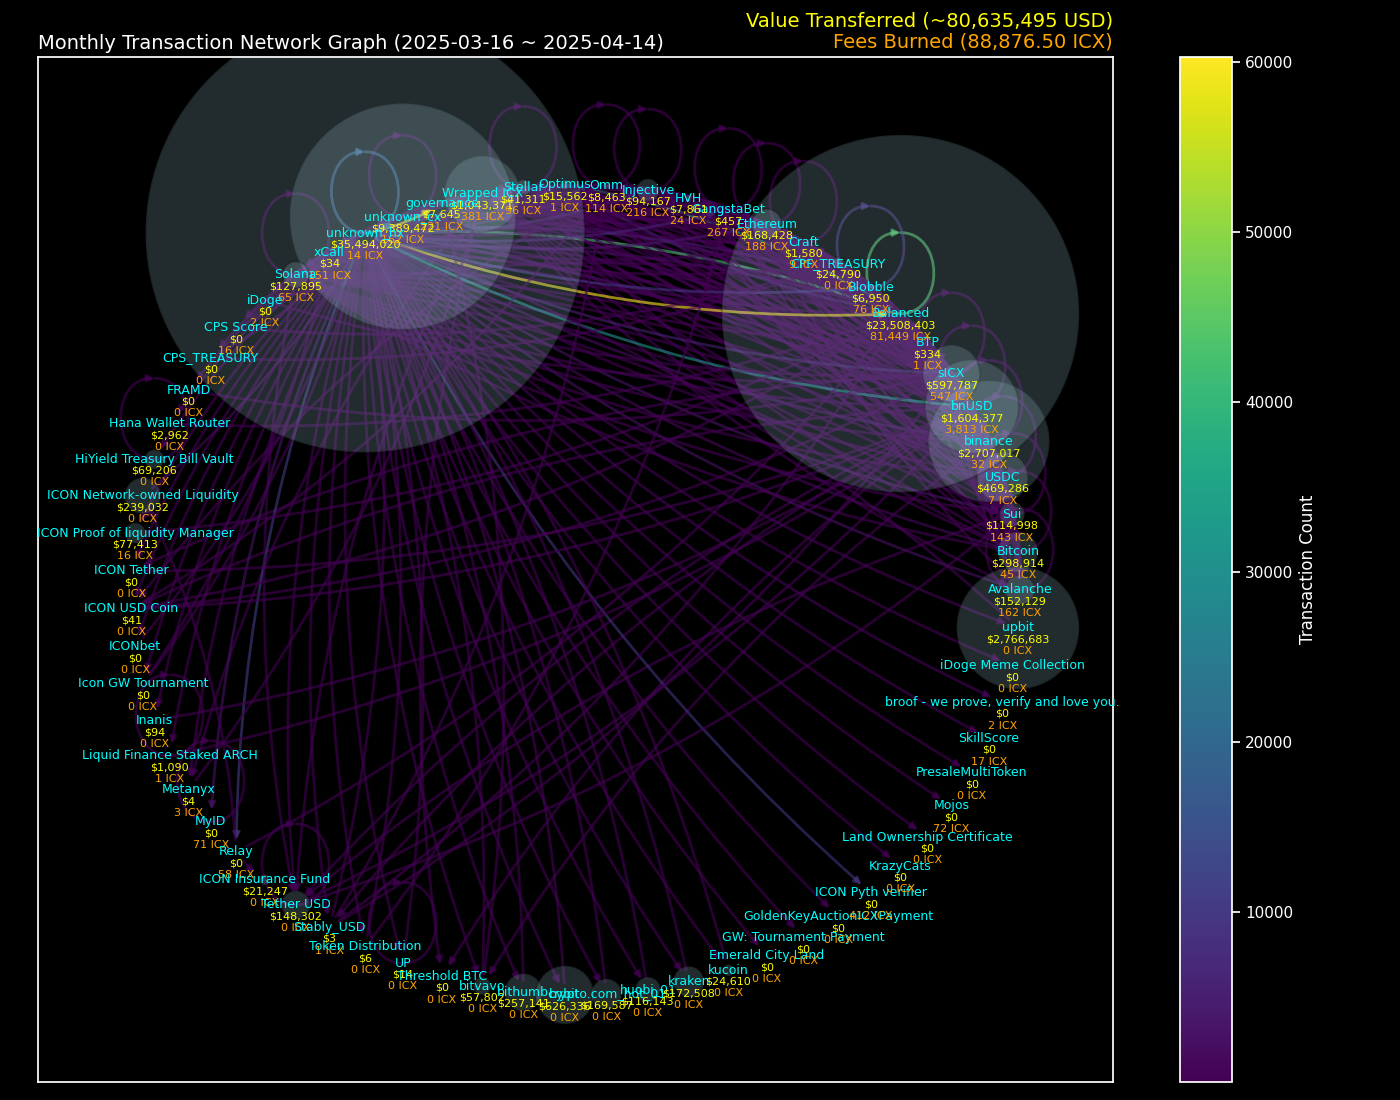 Value Transferred (~80,635,495 USD)
Monthly Transaction Network Graph (2025-03-16 ~ 2025-04-14)
Fees Burned (88,876.50 ICX)
60000
50000
40000
30000
20000
10000
Transaction Count
Wrapped ICX
$1,043,371
381 ICX
Stellar
$41,311
Optimus
$15,562
1 ICX
Omm
$8,463
114 ICX
Injective
$94,167
216 ICX
HVH
$7,861
24 ICX
GangstaBet
$457
267 ICX
Ethereum
$168,428
188 ICX
Craft
$1,580
CPS_TREASURY
$24,790
0 ICX
Blobble
$6,950
76 ICX
Balanced
$23,508,403
81,449 ICX
BTP
$334
1 ICX
sICX
$597,787
547 ICX
bnUSD
$1,604,377
3,813 ICX
binance
$2,707,017
32 ICX
USDC
$469,286
7 ICX
Sui
$114,998
143 ICX
Bitcoin
$298,914
45 ICX
Avalanche
$152,129
162 ICX
upbit
$2,766,683
0 ICX
iDoge Meme Collection
$0
0 ICX
broof - we prove, verify and love you.
$0
2 ICX
SkillScore
$0
17 ICX
PresaleMultiToken
$0
0 ICX
Mojos
$0
72 ICX
Land Ownership Certificate
$0
0 ICX
KrazyCats
$0
0 ICX
ICON Pyth verifier
$0
GoldenKeyAuction1:XPayment
$0
0 ICX
GW: Tournament Payment
$0
0 ICX
Emerald City Land
$0
0 ICX
kucoin
$24,610
0 ICX
kraken
$172,508
0 ICX
huobi
$116,143
0 ICX
crypto.com
$169,587
0 ICX
$626,336
0 ICX
bithumb
$257,141
0 ICX
bitvavo
$57,802
0 ICX
Threshold BTC
$0
0 ICX
UP
$14
0 ICX
Token Distribution
$6
0 ICX
Stably_USD
$3
1 ICX
Tether USD
$148,302
0 ICX
ICON Insurance Fund
$21,247
0 ICX
Relay
$0
58 ICX
MyID
$0
71 ICX
Metanyx
$4
3 ICX
Liquid Finance Staked ARCH
$1,090
1 ICX
Inanis
$94
0 ICX
Icon GW Tournament
$0
0 ICX
ICONbet
$0
0 ICX
ICON USD Coin
$41
0 ICX
ICON Tether
$0
0 ICX
ICON Proof of liquidity Manager
$77,413
16 ICX
ICON Network-owned Liquidity
$239,032
0 ICX
HiYield Treasury Bill Vault
$69,206
0 ICX
Hana Wallet Router
$2,962
0 ICX
FRAMD
$0
0 ICX
CPS_TREASURY
$0
0 ICX
CPS Score
$0
16 ICX
iDoge
$0
2 ICX
Solana
$127,895
65 ICX
xCall
$34
$35,494,020
14 ICX
$9,389,472
governance
$7,645